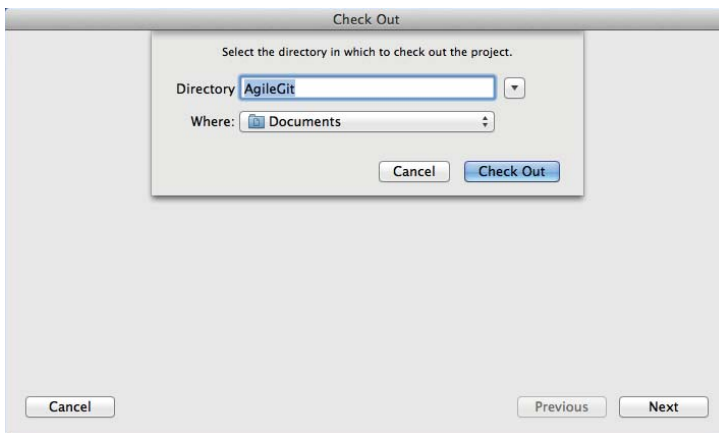 Check Out
Select the directory in which to check out the project.
Directory AgileGit
Where: Documents
Cancel Check Out
Cancel Previous Next